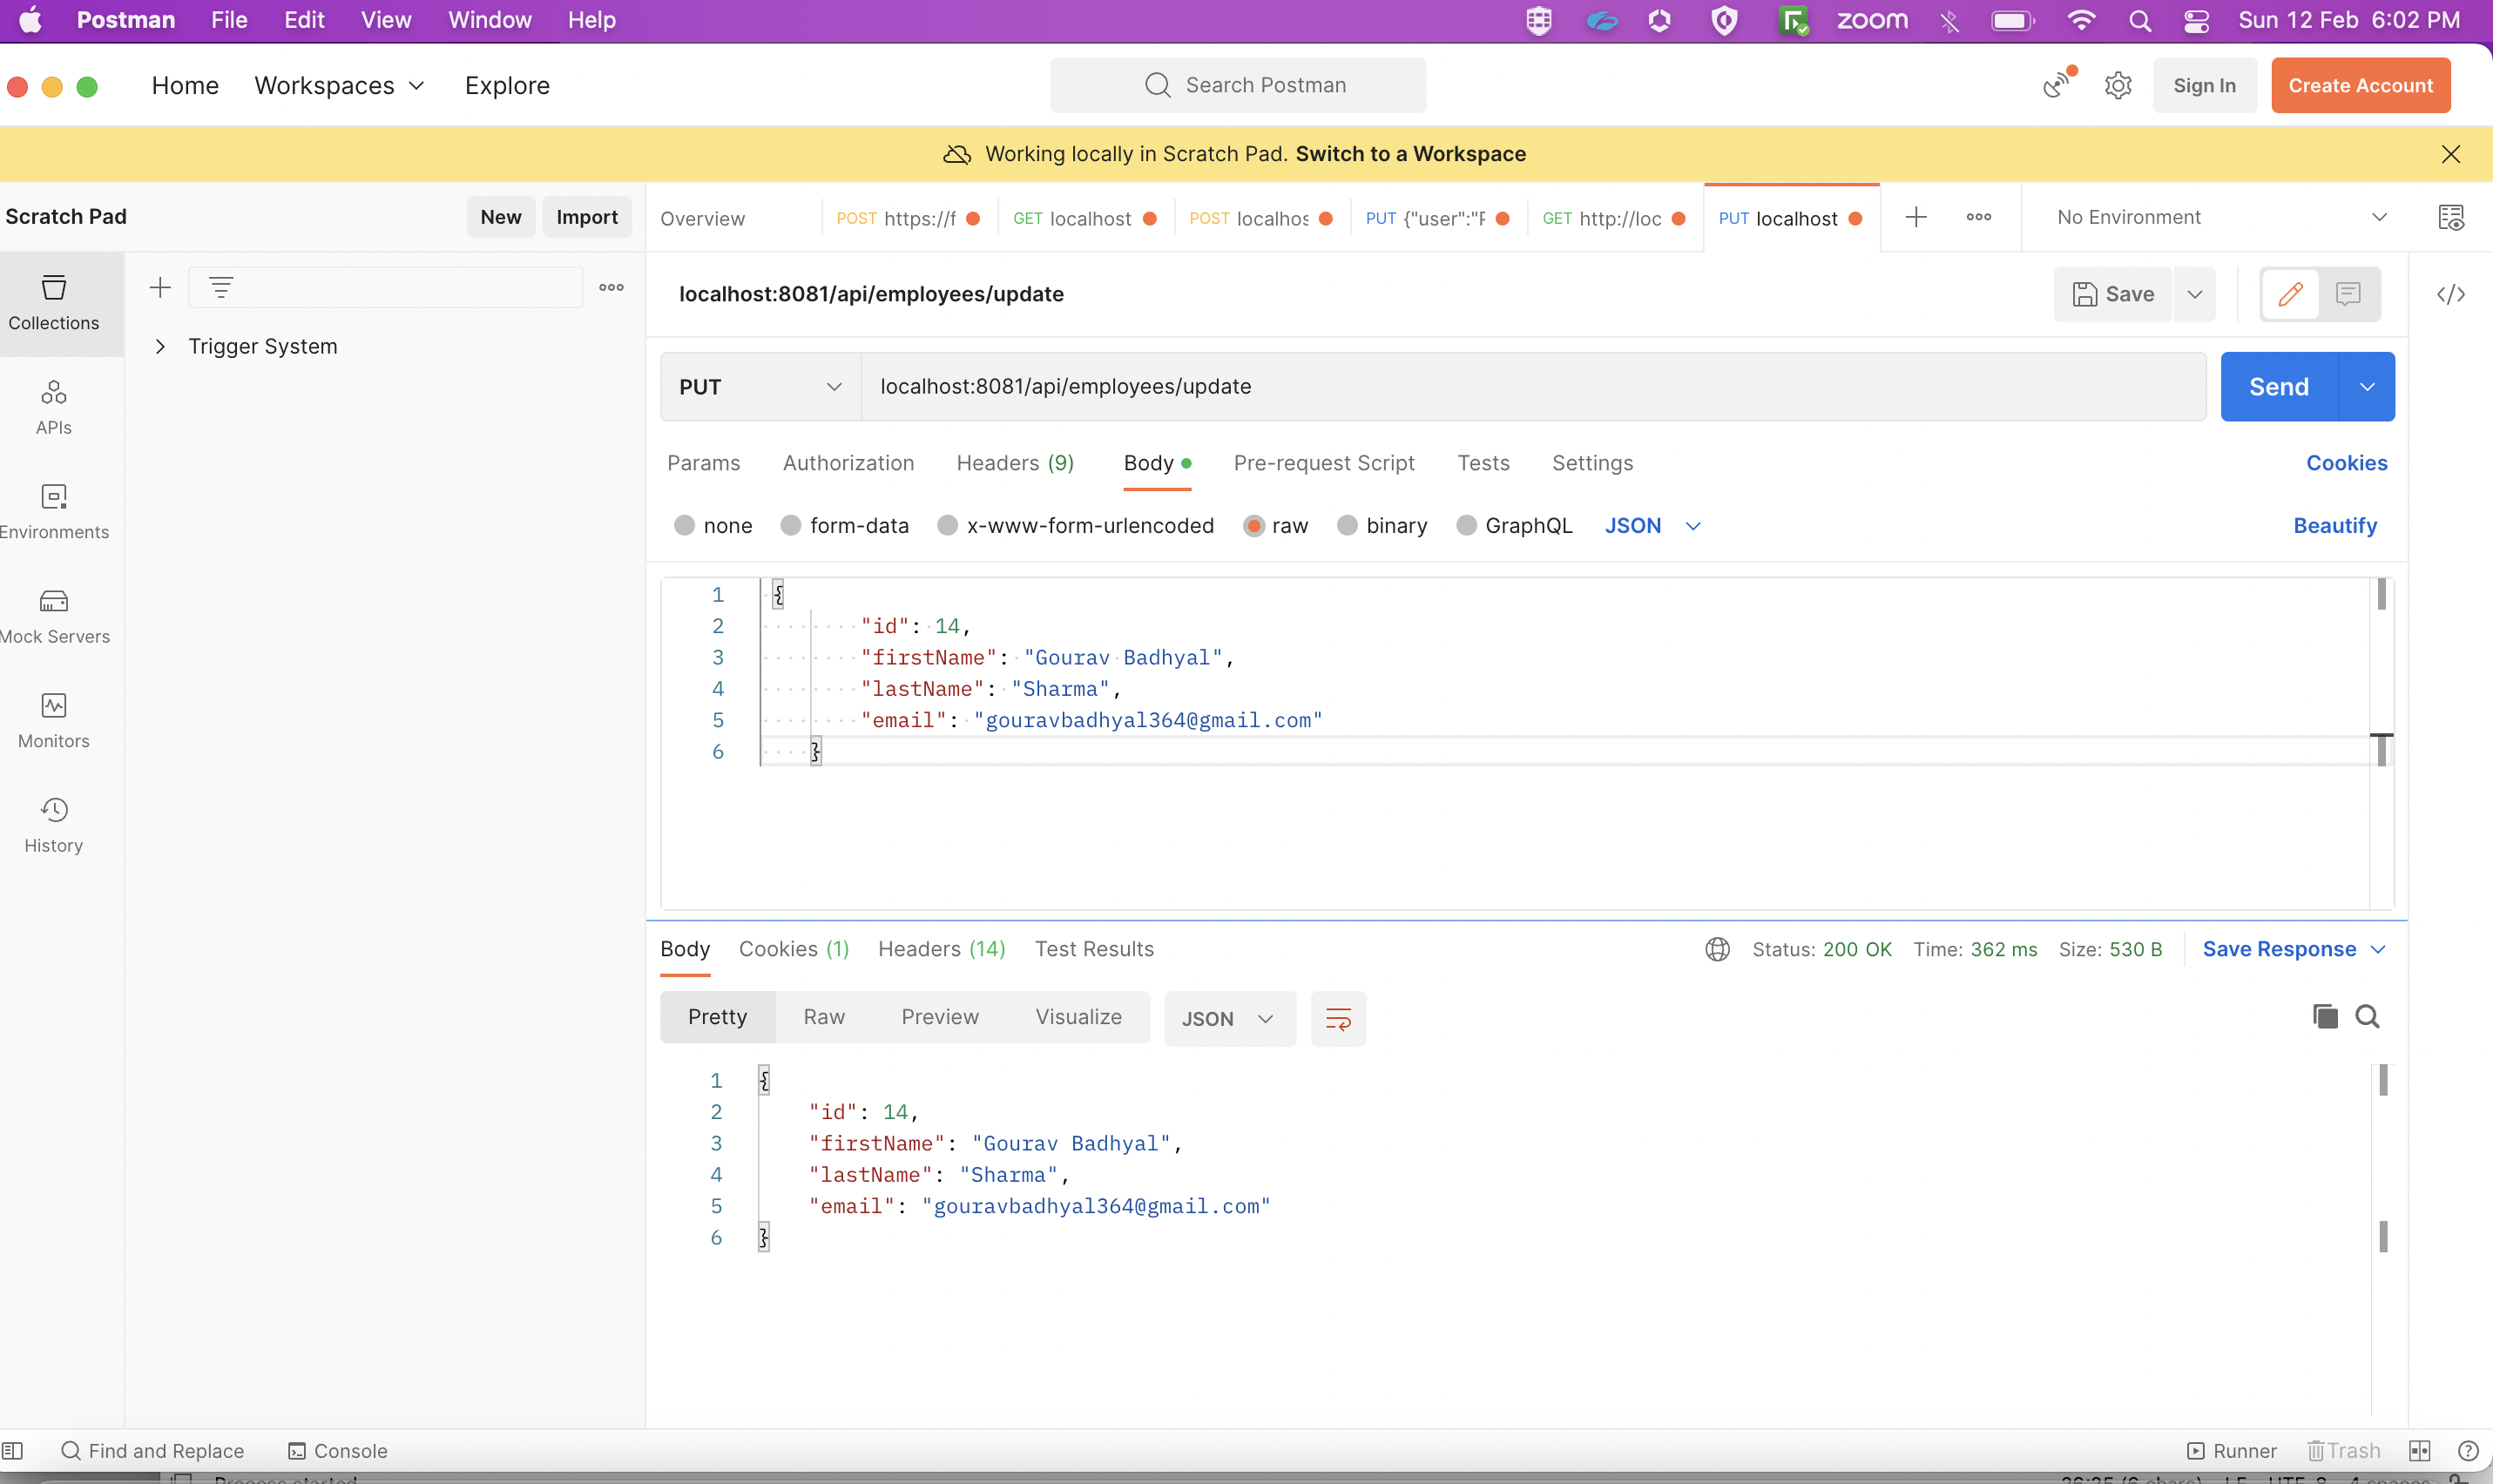 Postman File Edit View Window Help zoom Sun 12 Feb 6:02 PM
Home Workspaces Explore Search Postman Sign In Create Account
Working locally in Scratch Pad. Switch to a Workspace
Scratch Pad New Import Overview POST https://f GET localhost POST localhos PUT {"user":"F GET http://loc PUT localhost No Environment
Collections
APIs
Environments
Mock Servers
Monitors
History
Trigger System
localhost:8081/api/employees/update Save
PUT localhost:8081/api/employees/update Send
Params Authorization Headers (9) Body Pre-request Script Tests Settings Cookies
none form-data x-www-form-urlencoded raw binary GraphQL JSON Beautify
1 {
2 "id": 14,
3 "firstName": "Gourav Badhyal",
4 "lastName": "Sharma",
5 "email": "gouravbadhyal364@gmail.com"
6 }
Body Cookies (1) Headers (14) Test Results Status: 200 OK Time: 362 ms Size: 530 B Save Response
Pretty Raw Preview Visualize JSON
1 {
2 "id": 14,
3 "firstName": "Gourav Badhyal",
4 "lastName": "Sharma",
5 "email": "gouravbadhyal364@gmail.com"
6 }
Find and Replace Console Runner Trash